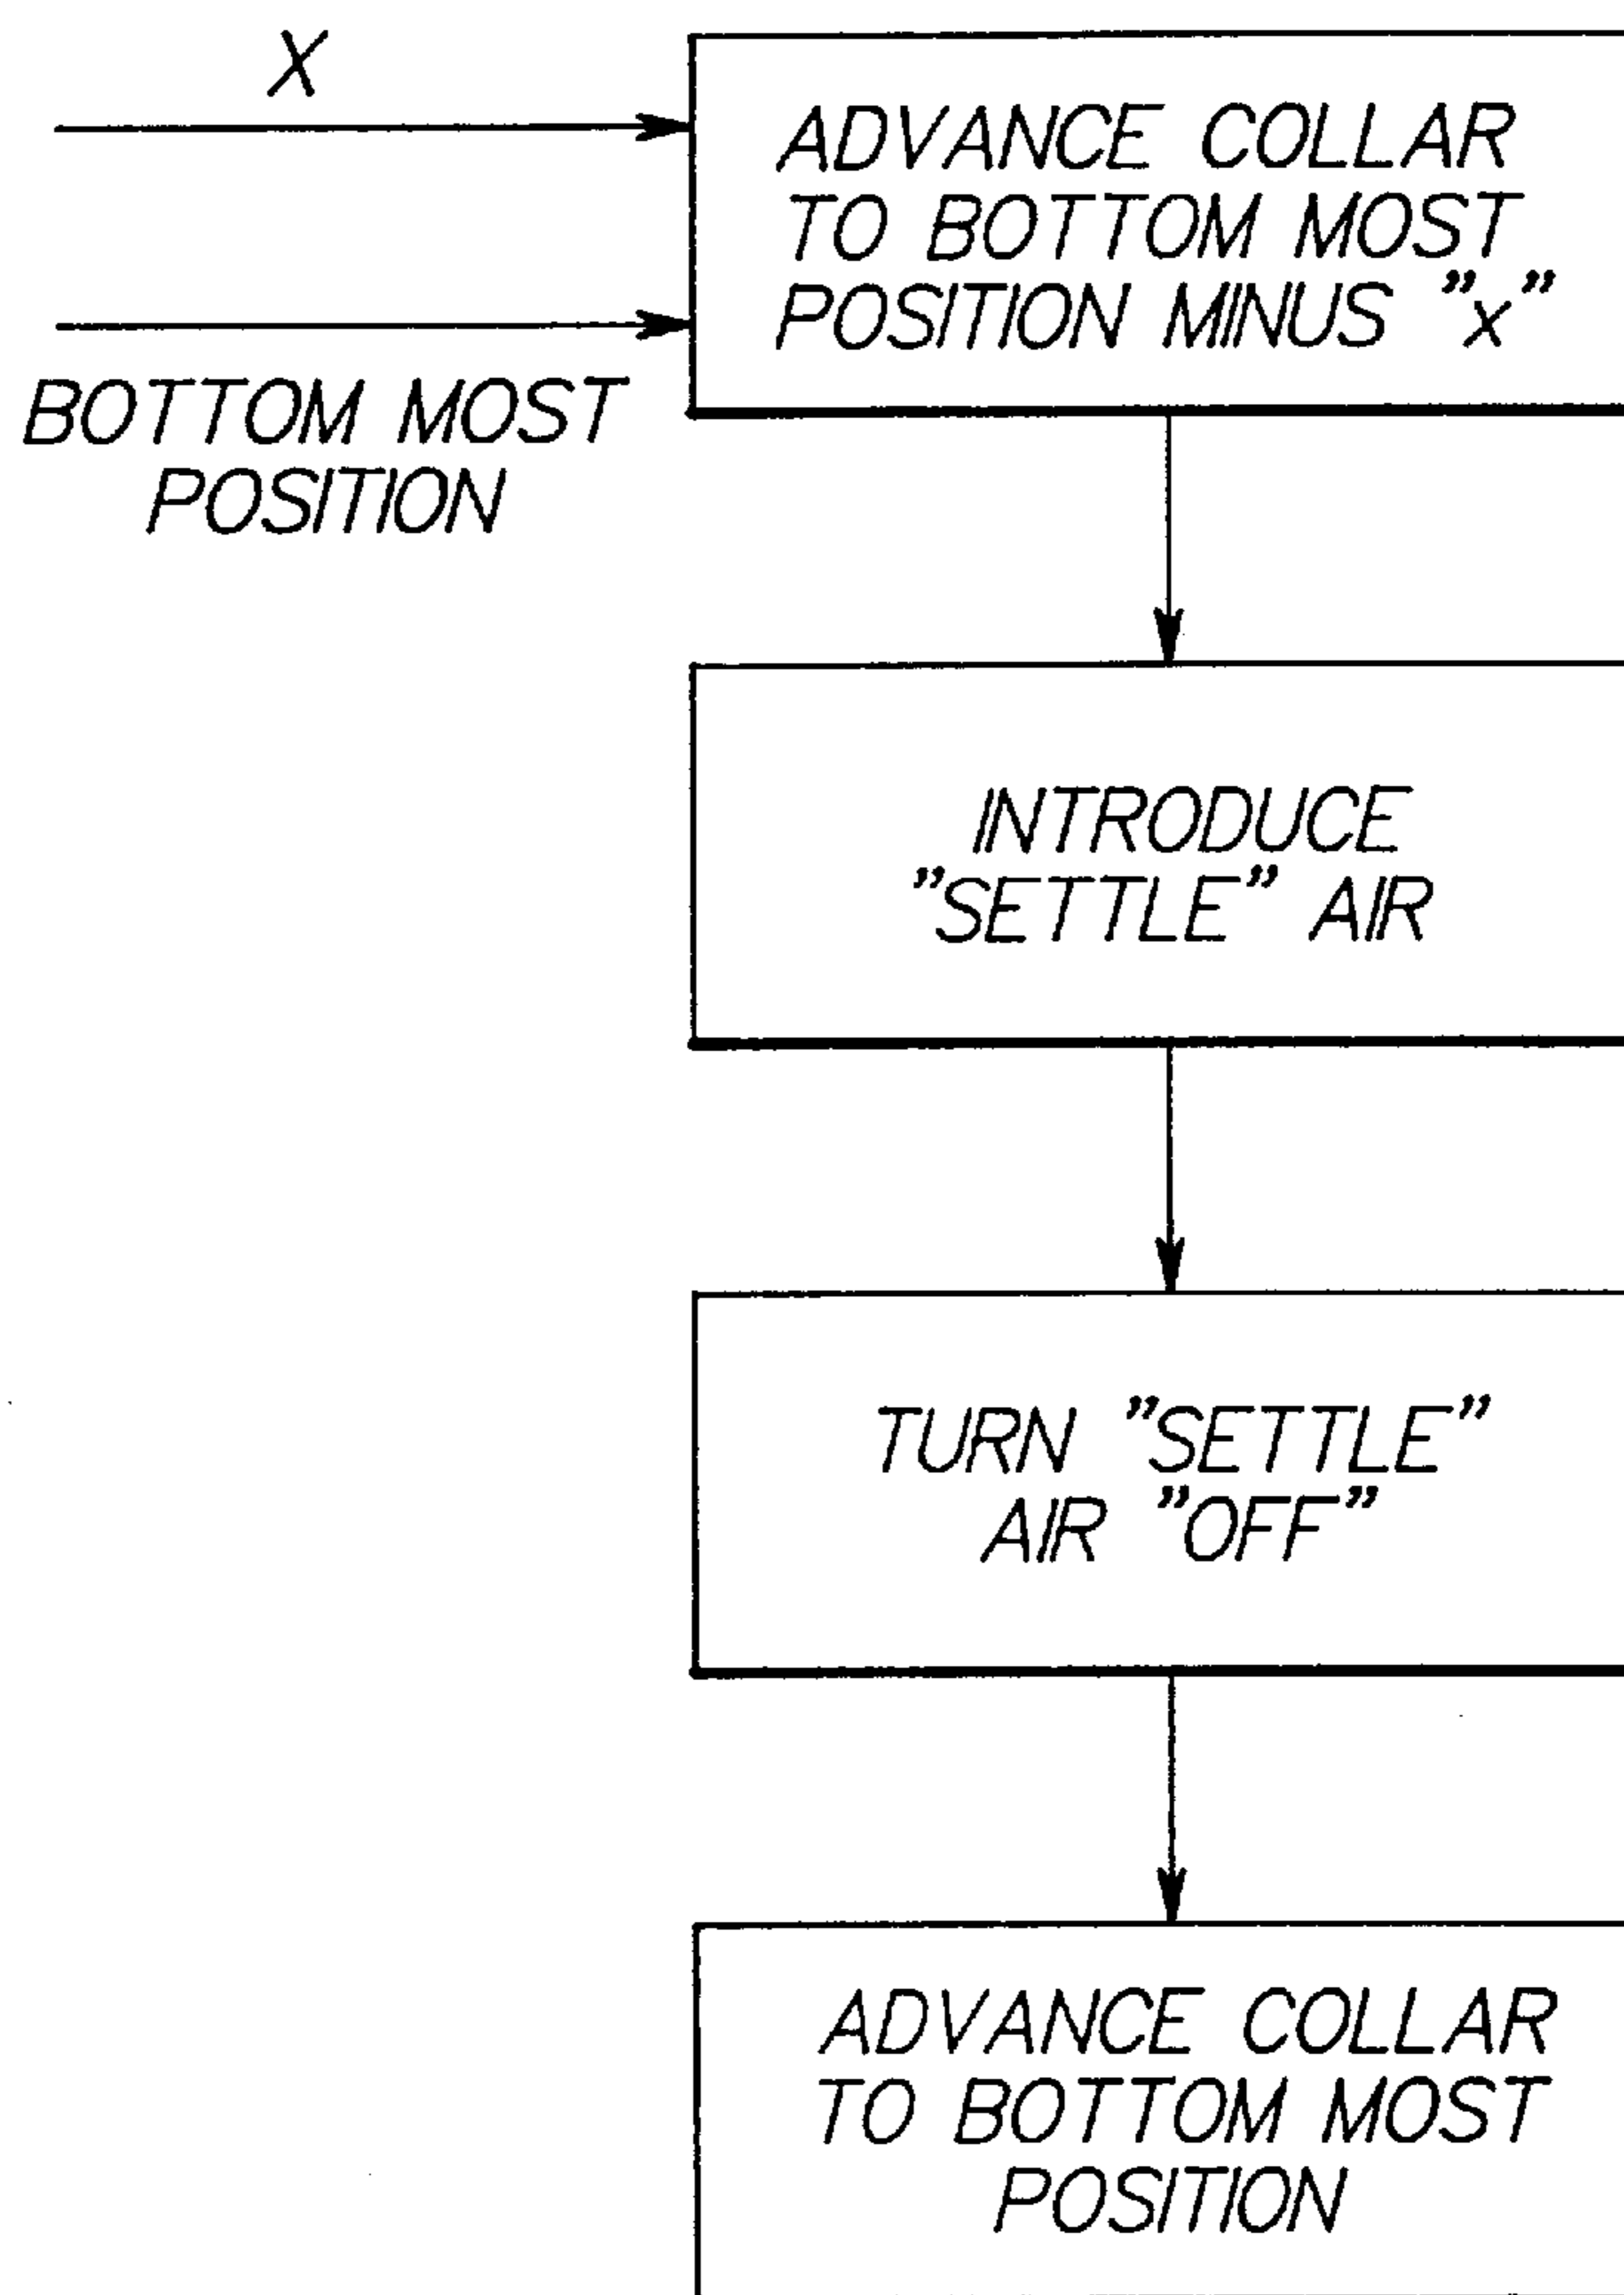 X
ADVANCE COLLAR
TO BOTTOM MOST
POSITION MINUS "x"
BOTTOM MOST
POSITION
INTRODUCE
"SETTLE" AIR
TURN "SETTLE"
AIR "OFF"
ADVANCE COLLAR
TO BOTTOM MOST
POSITION